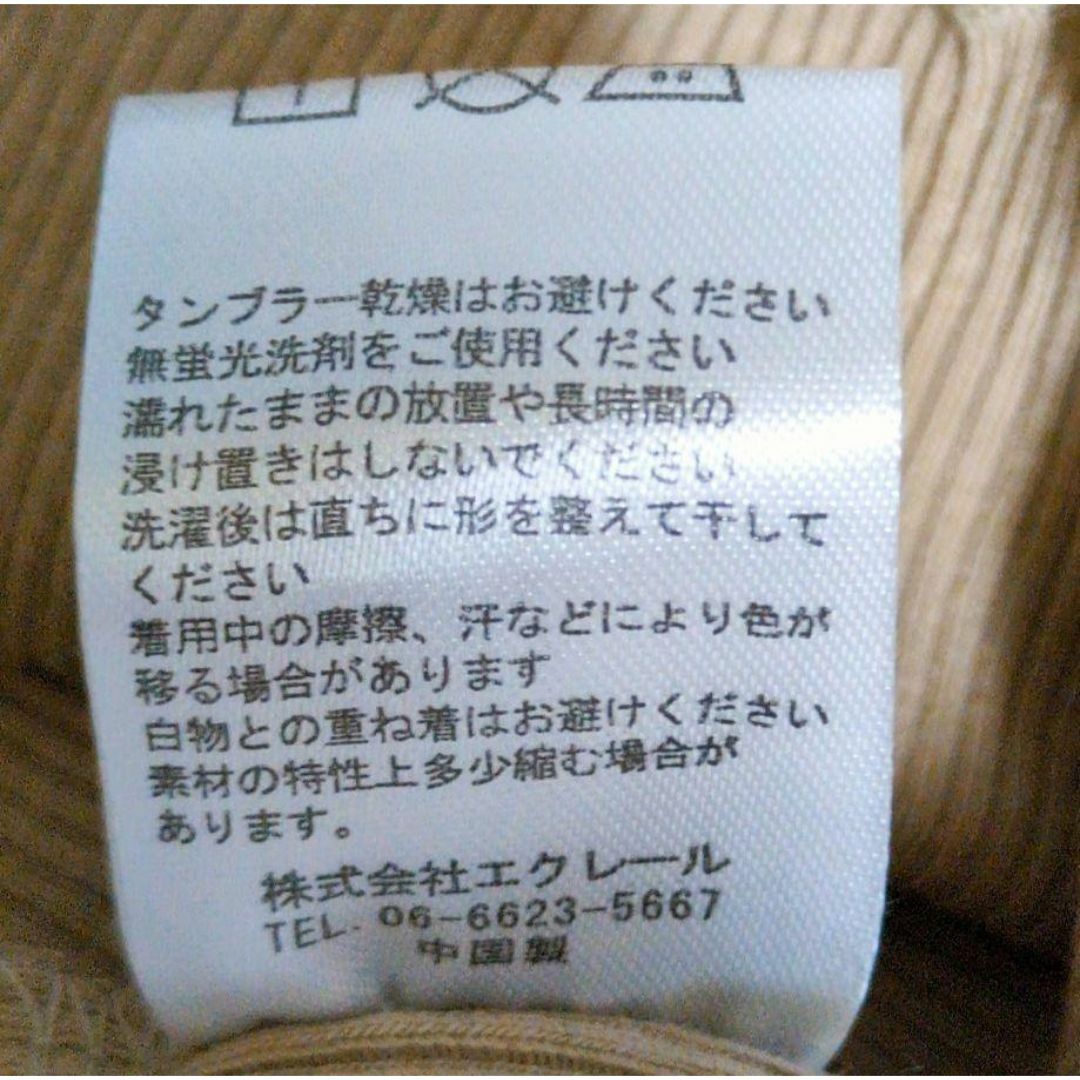 タンブラー乾燥はお避けください
無蛍光洗剤をご使用ください
濡れたままの放置や長時間の
浸け置きはしないでください
洗濯後は直ちに形を整えて干して
ください
着用中の摩擦、汗などにより色が
移る場合があります
白物との重ね着はお避けください
素材の特性上多少縮む場合が
あります。
株式会社エクレール
TEL. 06-6623-5667
中国製